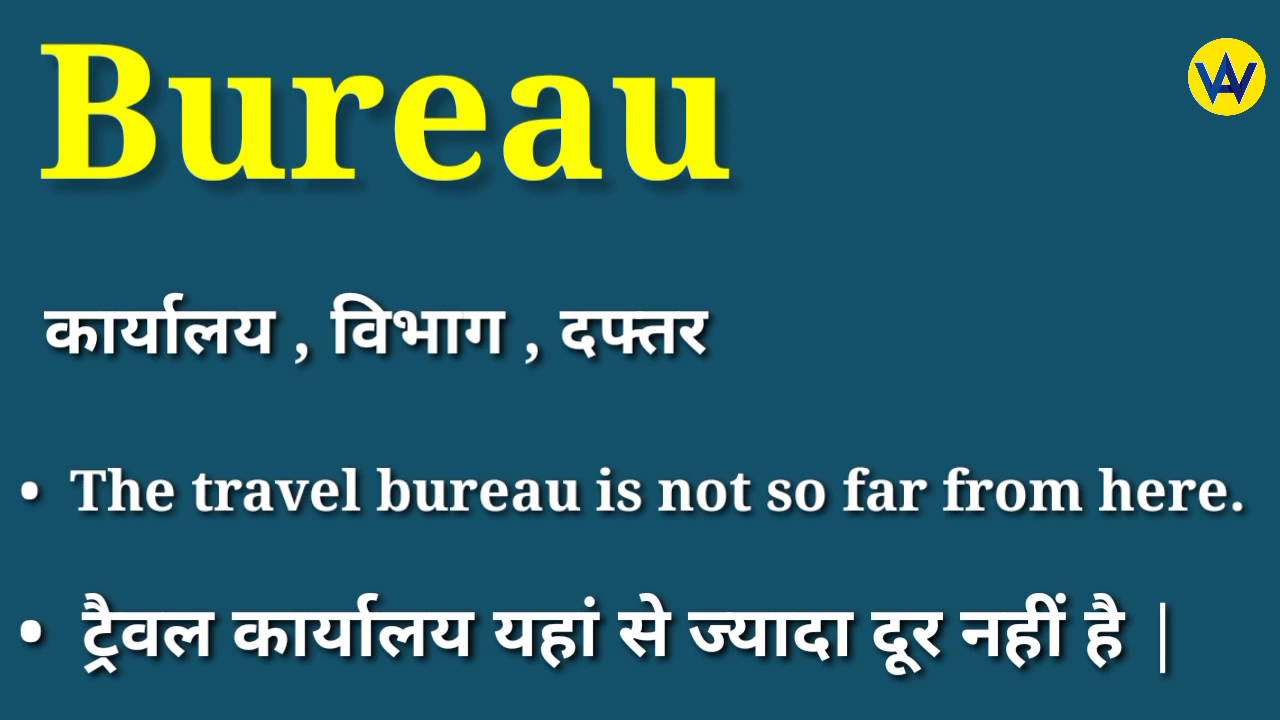 Bureau
कार्यालय , विभाग , दफ्तर
• The travel bureau is not so far from here.
• ट्रैवल कार्यालय यहां से ज्यादा दूर नहीं है |